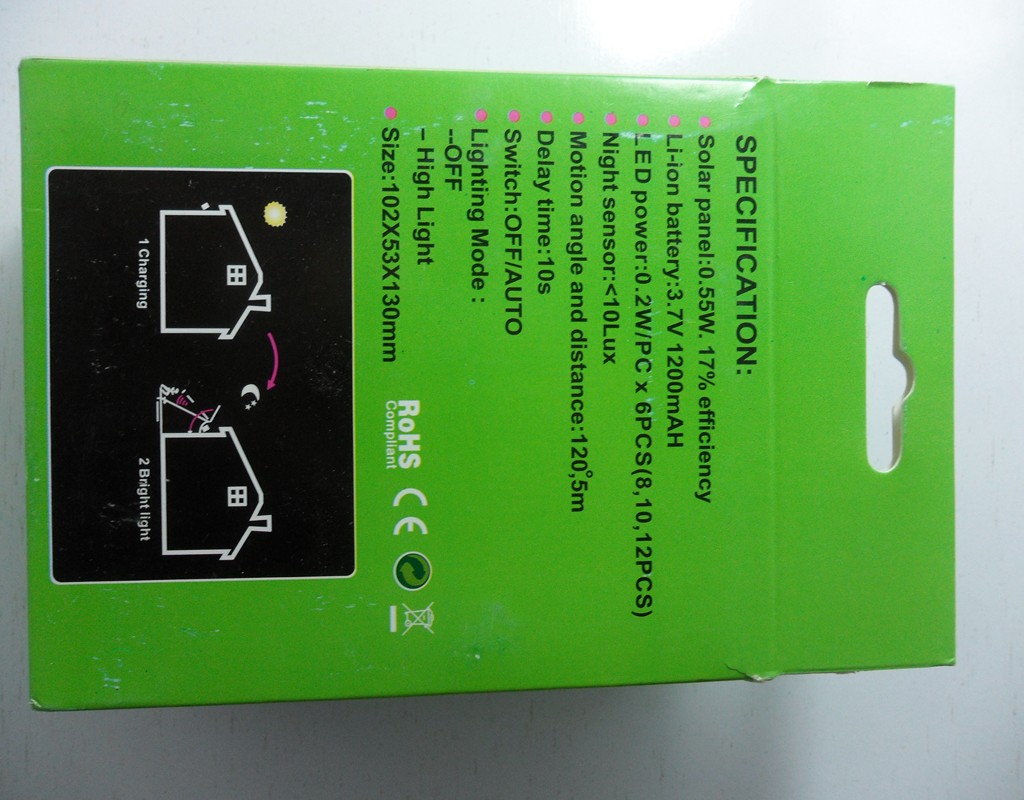 SPECIFICATION:
Solar panel:0.55W. 17% efficiency
Li-ion battery:3.7V 1200mAH
LED power:0.2W/PC x 6PCS(8,10,12PCS)
Night sensor:<10Lux
Motion angle and distance:120°,5m
Delay time:10s
Switch:OFF/AUTO
Lighting Mode :
--OFF
– High Light
Size:102X53X130mm
RoHS
Compliant
CE
1 Charging
2 Bright light